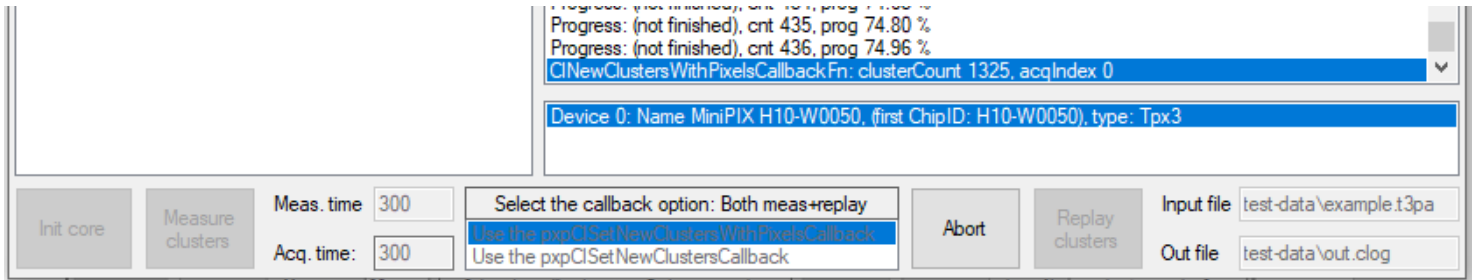 Progress: (not finished), cnt 435, prog 74.80 %
Progress: (not finished), cnt 436, prog 74.96 %
ClNewClustersWithPixelsCallbackFn: clusterCount 1325, acqIndex 0
Device 0: Name MiniPIX H10-W0050, (first ChipID: H10-W0050), type: Tpx3
Init core
Measure
clusters
Meas. time 300
Acq. time: 300
Select the callback option: Both meas+replay
Use the pxpClSetNewClustersWithPixelsCallback
Use the pxpClSetNewClustersCallback
Abort
Replay
clusters
Input file test-data\example.t3pa
Out file test-data\out.clog